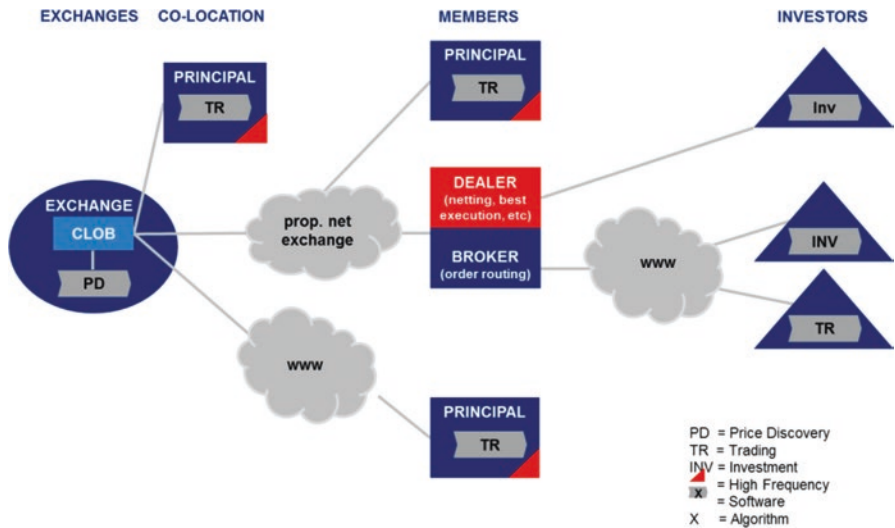 EXCHANGES
CO-LOCATION
MEMBERS
INVESTORS
PRINCIPAL
TR
PRINCIPAL
TR
Inv
EXCHANGE
CLOB
PD
prop. net
exchange
DEALER
(netting, best
execution, etc)
BROKER
(order routing)
www
INV
TR
www
PRINCIPAL
TR
PD = Price Discovery
TR = Trading
INV = Investment
= High Frequency
X = Software
X = Algorithm